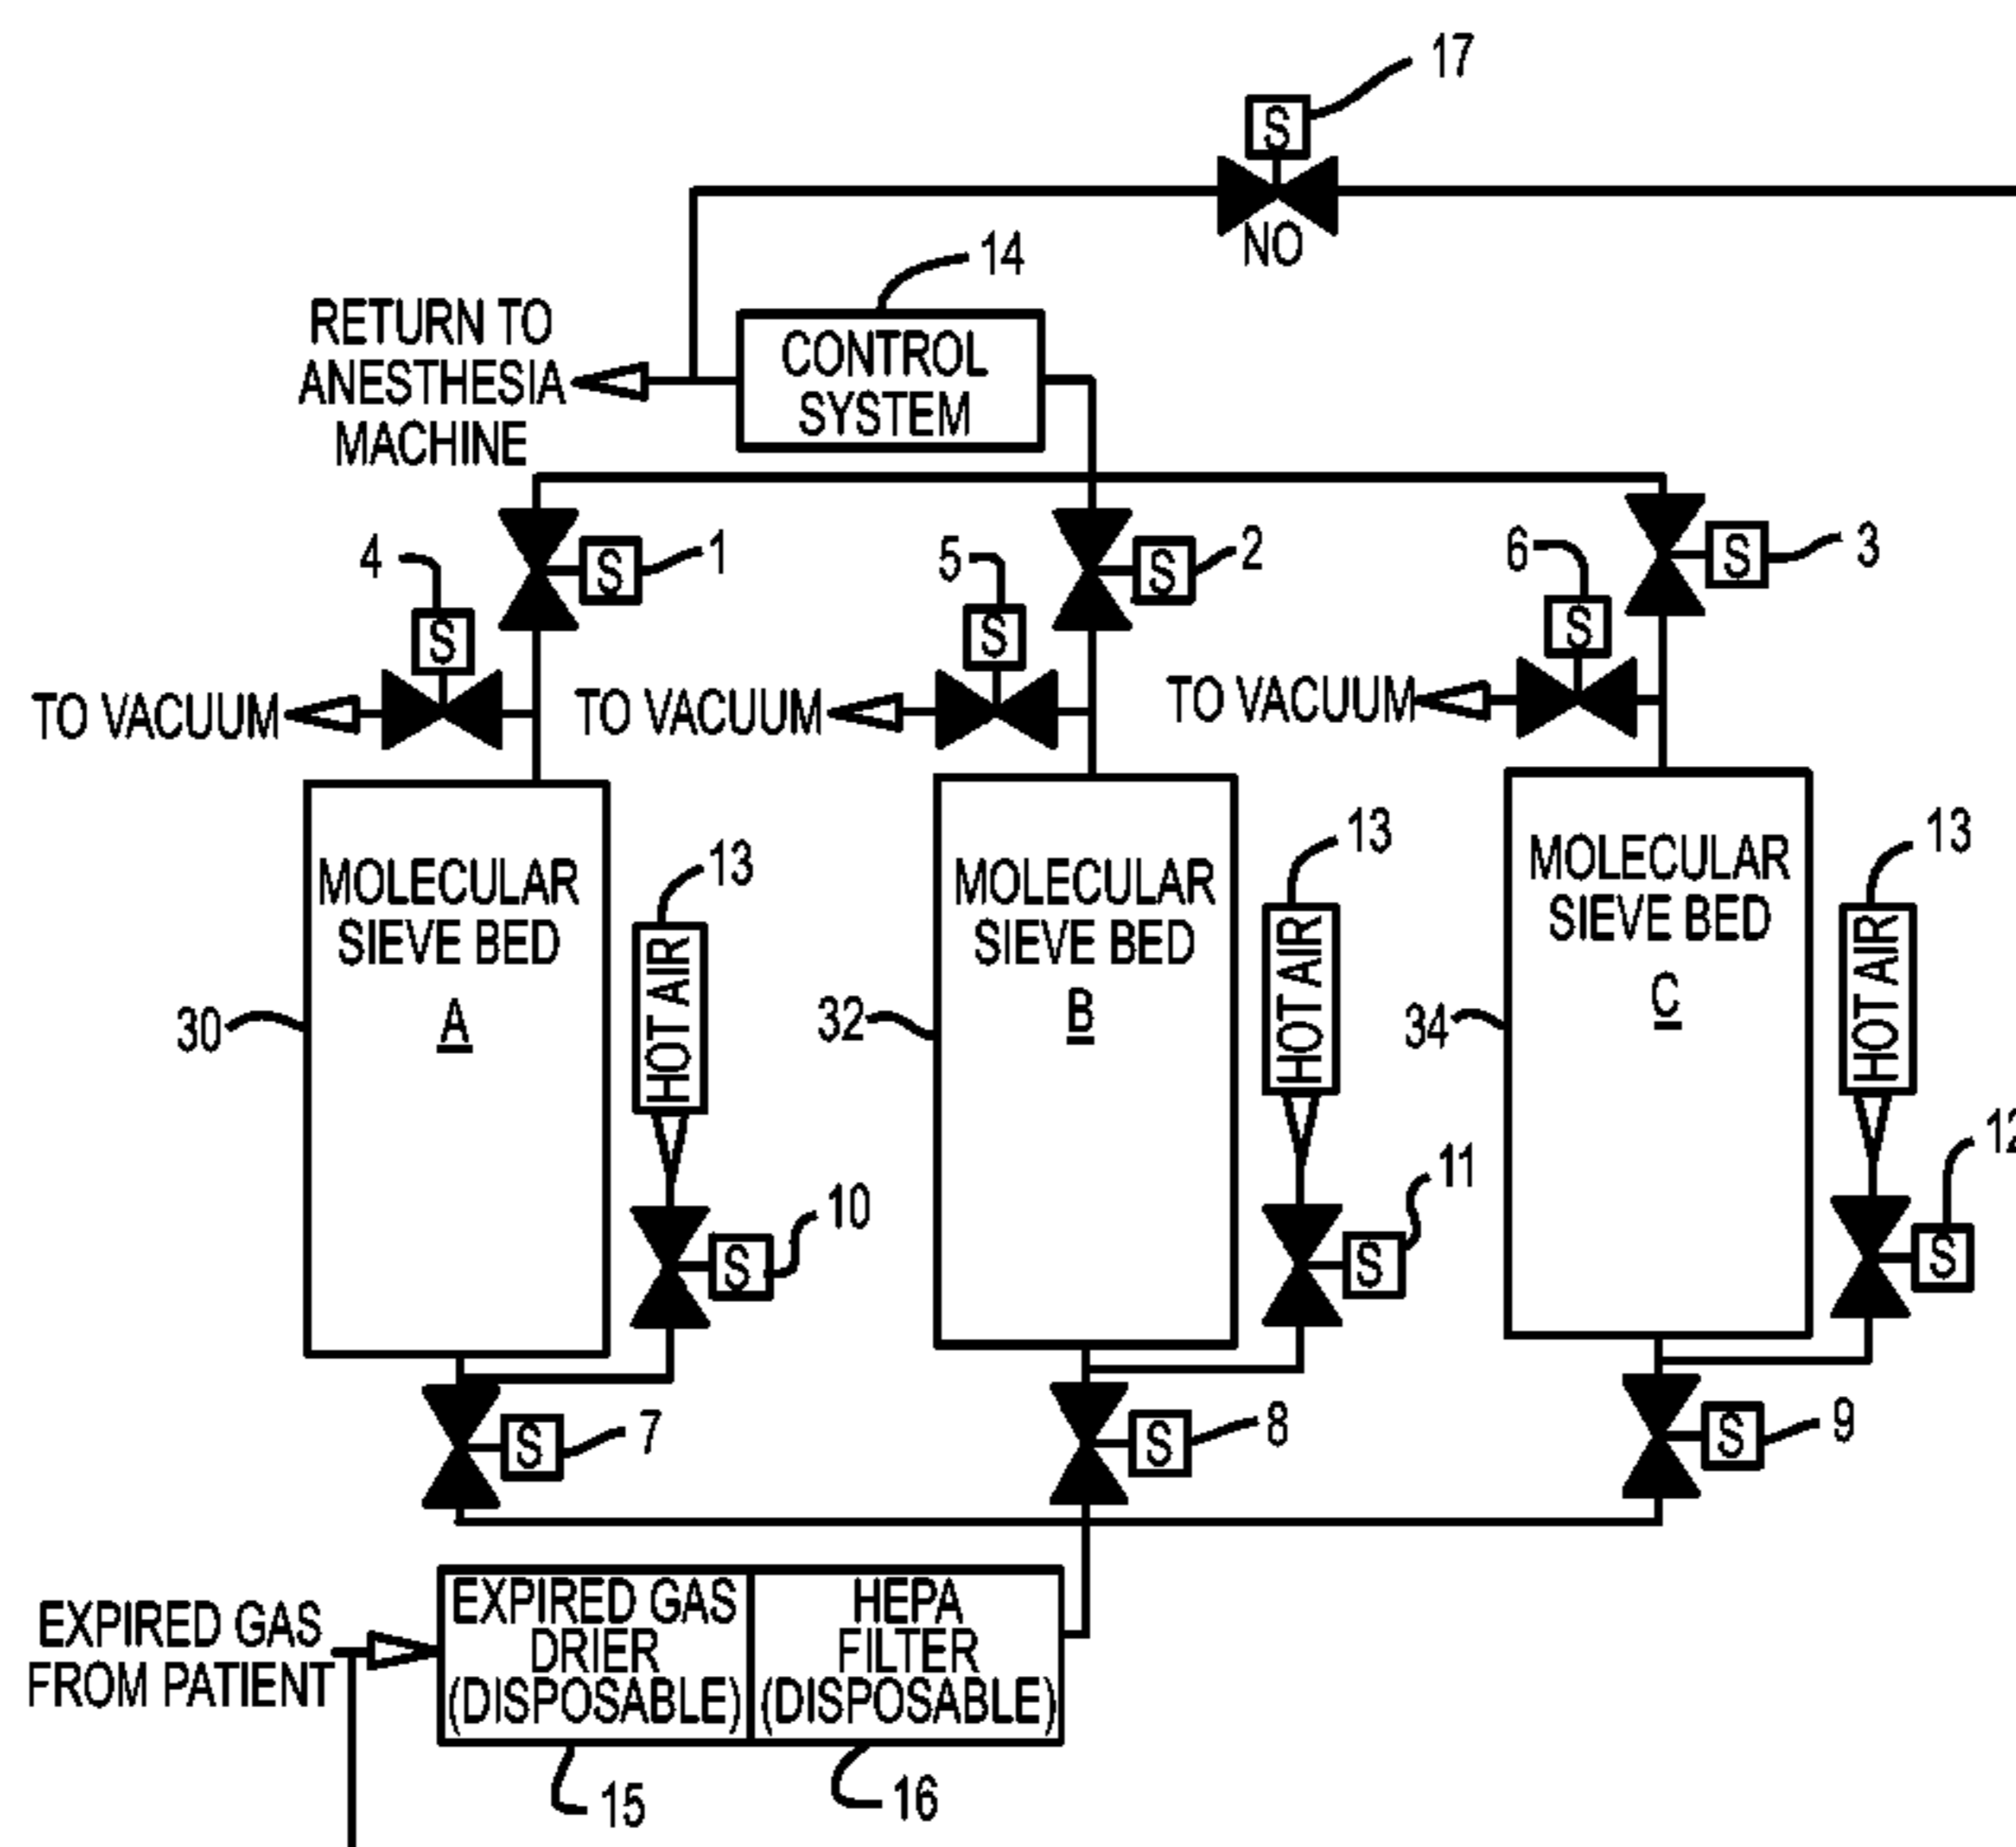 17
S
NO
14
RETURN TO
ANESTHESIA
MACHINE
CONTROL
SYSTEM
4
S
1
S
5
S
2
S
6
S
3
S
TO VACUUM
TO VACUUM
TO VACUUM
MOLECULAR
SIEVE BED
A
30
13
HOT AIR
MOLECULAR
SIEVE BED
B
32
13
HOT AIR
MOLECULAR
SIEVE BED
C
34
13
HOT AIR
10
S
11
S
12
S
7
S
8
S
9
S
EXPIRED GAS
FROM PATIENT
EXPIRED GAS
DRIER
(DISPOSABLE)
HEPA
FILTER
(DISPOSABLE)
15
16